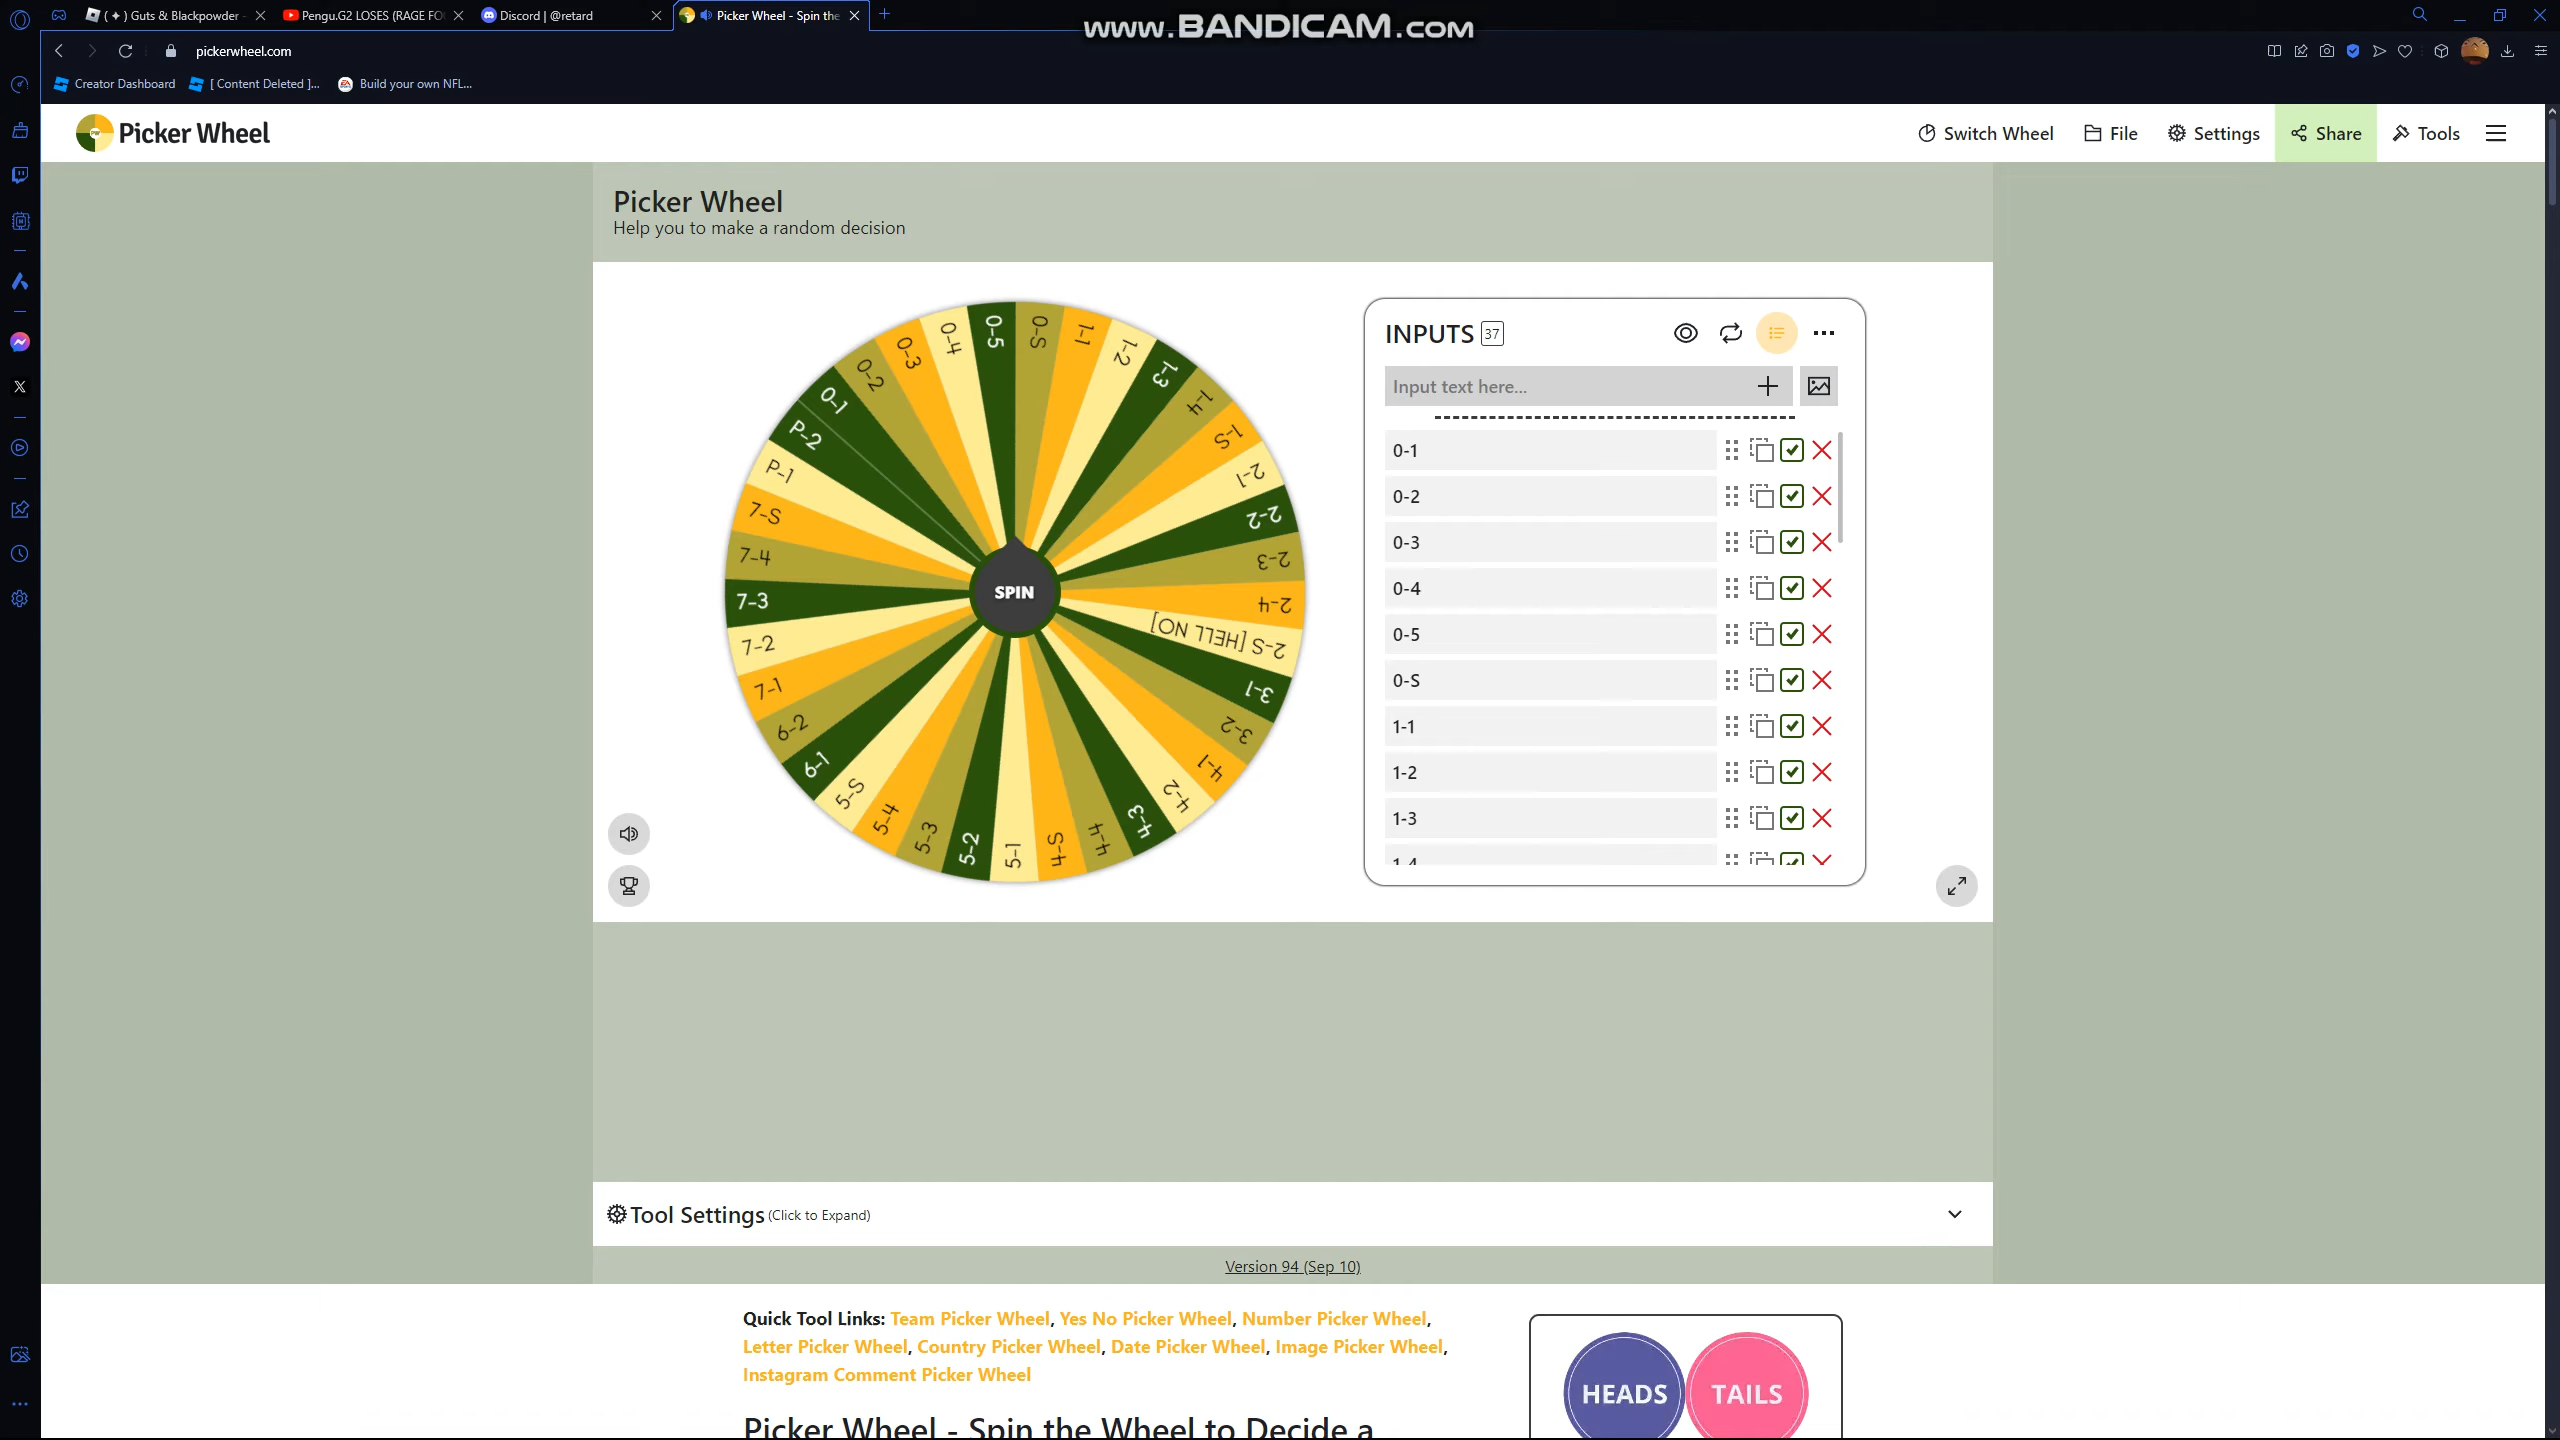 ( ✦ ) Guts & Blackpowder -
Pengu.G2 LOSES (RAGE FO
Discord | @retard
Picker Wheel - Spin the
www.BANDICAM.com
pickerwheel.com
Creator Dashboard
[ Content Deleted ]...
Build your own NFL...
Picker Wheel
Switch Wheel
File
Settings
Share
Tools
Picker Wheel
Help you to make a random decision
0-S
1-1
1-2
1-3
1-4
1-S
2-1
2-2
2-3
2-4
2-S [HELL NO]
3-1
3-2
4-1
4-2
4-3
4-4
4-S
5-1
5-2
5-3
5-4
5-S
6-1
6-2
7-1
7-2
7-3
7-4
7-S
P-1
P-2
0-1
0-2
0-3
0-4
0-5
SPIN
INPUTS 37
Input text here...
0-1
0-2
0-3
0-4
0-5
0-S
1-1
1-2
1-3
1-4
Tool Settings (Click to Expand)
Version 94 (Sep 10)
Quick Tool Links: Team Picker Wheel, Yes No Picker Wheel, Number Picker Wheel,
Letter Picker Wheel, Country Picker Wheel, Date Picker Wheel, Image Picker Wheel,
Instagram Comment Picker Wheel
HEADS
TAILS
Picker Wheel - Spin the Wheel to Decide a